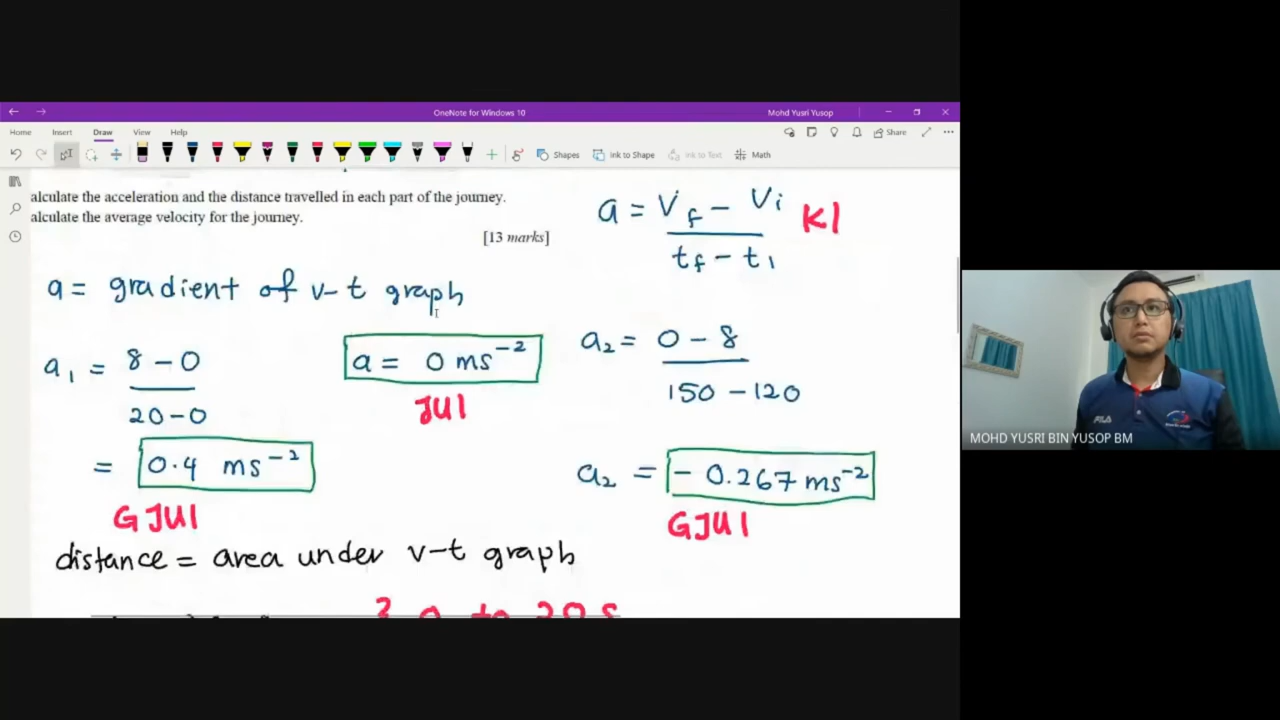 OneNote for Windows 10
Mohd Yusri Yusop
Home Insert Draw View Help
Share
Shapes
Ink to Shape
Ink to Text
Math
alculate the acceleration and the distance travelled in each part of the journey.
alculate the average velocity for the journey.
[13 marks]
a = Vf - Vi / tf - t1 K1
a = gradient of v-t graph
a1 = 8 - 0 / 20 - 0
a = 0 ms⁻²
JU1
a2 = 0 - 8 / 150 - 120
= 0.4 ms⁻²
GJU1
a2 = - 0.267 ms⁻²
GJU1
distance = area under v-t graph
to 20 s
FILA
MOHD YUSRI BIN YUSOP BM